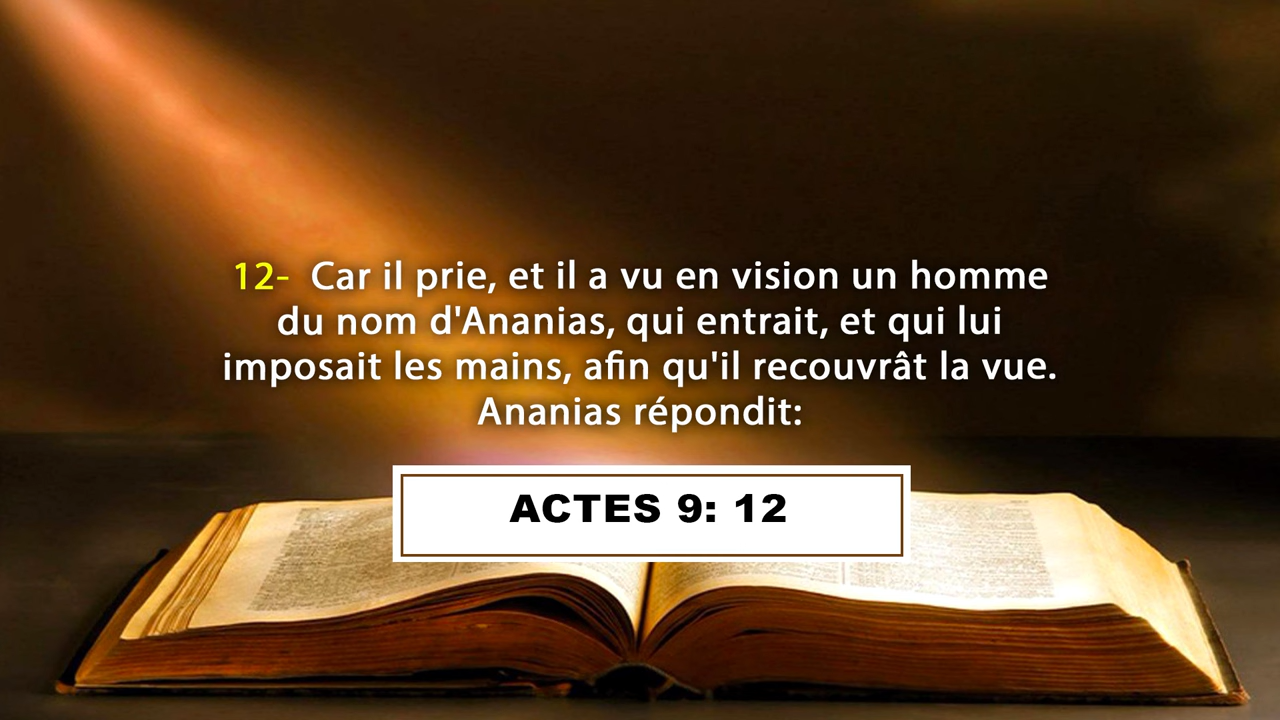 12- Car il prie, et il a vu en vision un homme
du nom d'Ananias, qui entrait, et qui lui
imposait les mains, afin qu'il recouvrât la vue.
Ananias répondit:
ACTES 9: 12